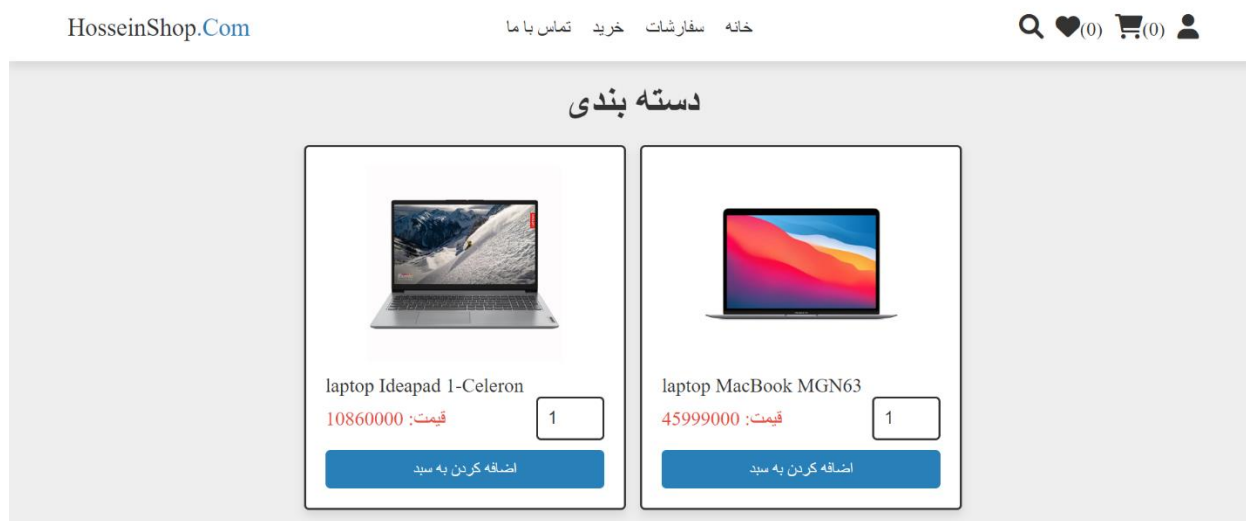 HosseinShop.Com
خانه سفارشات خرید تماس با ما
(0) (0)
دسته بندی
laptop Ideapad 1-Celeron
قیمت: 10860000
1
اضافه کردن به سبد
laptop MacBook MGN63
قیمت: 45999000
1
اضافه کردن به سبد